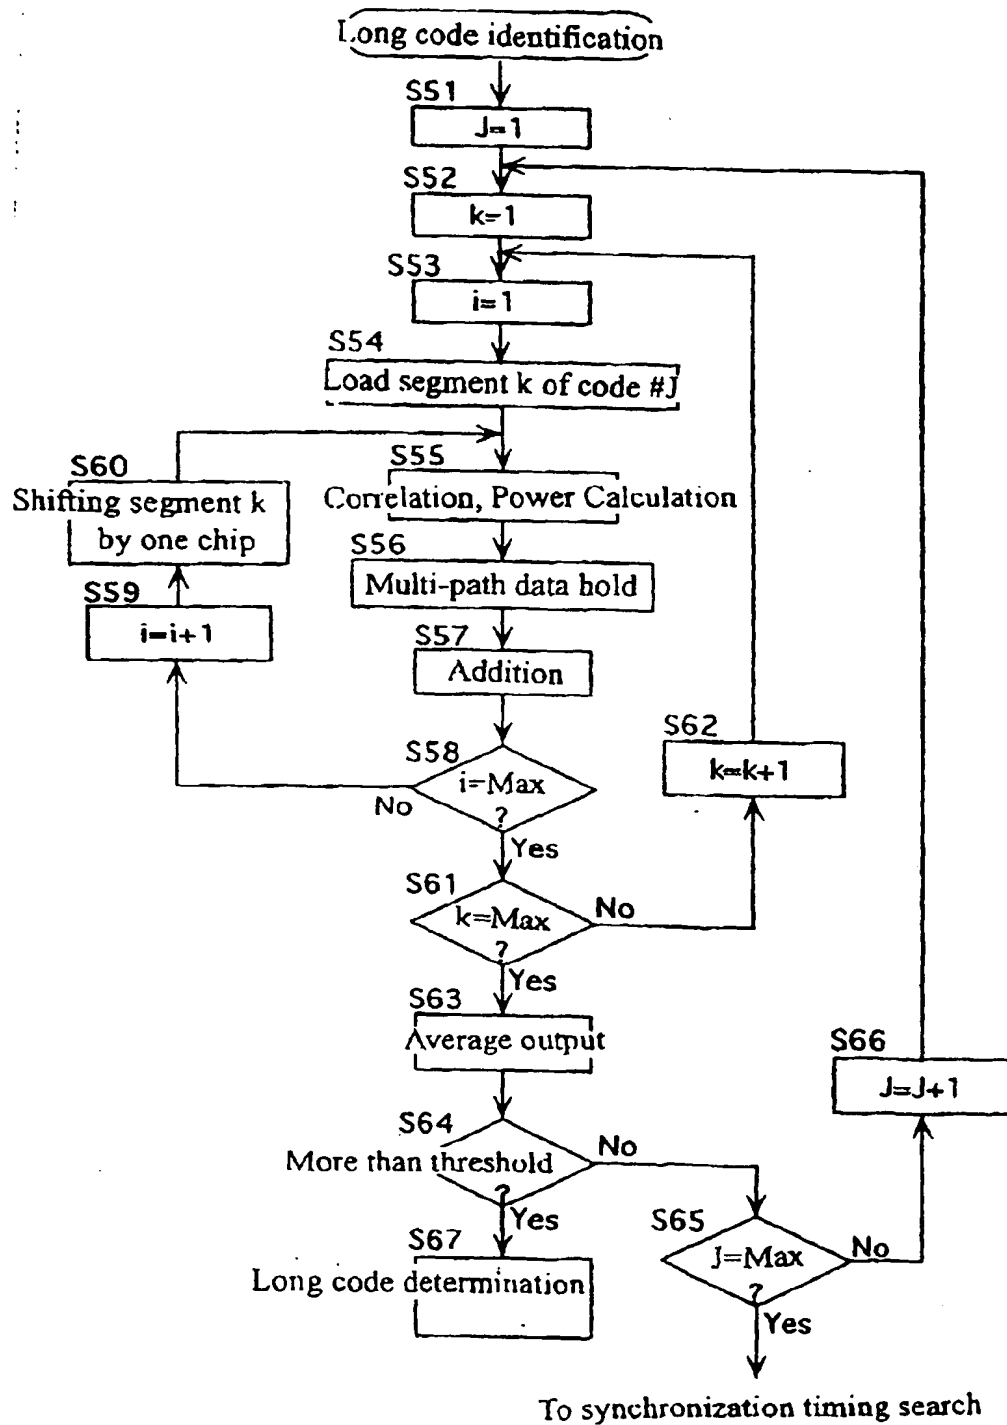 Long code identification
S51
J=1
S52
k=1
S53
i=1
S54
Load segment k of code #J
S60
Shifting segment k
by one chip
S55
Correlation, Power Calculation
S56
Multi-path data hold
S59
i=i+1
S57
Addition
S58
i=Max
?
No
Yes
S62
k=k+1
S61
k=Max
?
No
Yes
S63
Average output
S66
J=J+1
S64
More than threshold
?
No
Yes
S65
J=Max
?
No
Yes
S67
Long code determination
To synchronization timing search